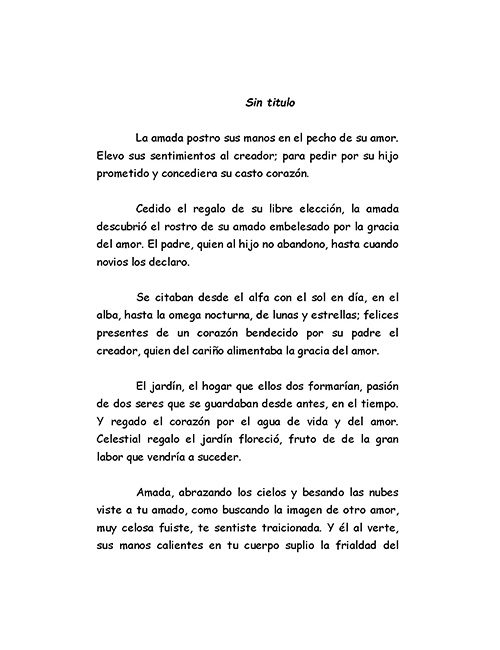 Sin titulo
La amada postro sus manos en el pecho de su amor.
Elevo sus sentimientos al creador; para pedir por su hijo
prometido y concediera su casto corazón.
Cedido el regalo de su libre elección, la amada
descubrió el rostro de su amado embelesado por la gracia
del amor. El padre, quien al hijo no abandono, hasta cuando
novios los declaro.
Se citaban desde el alfa con el sol en día, en el
alba, hasta la omega nocturna, de lunas y estrellas; felices
presentes de un corazón bendecido por su padre el
creador, quien del cariño alimentaba la gracia del amor.
El jardín, el hogar que ellos dos formarían, pasión
de dos seres que se guardaban desde antes, en el tiempo.
Y regado el corazón por el agua de vida y del amor.
Celestial regalo el jardín floreció, fruto de de la gran
labor que vendría a suceder.
Amada, abrazando los cielos y besando las nubes
viste a tu amado, como buscando la imagen de otro amor,
muy celosa fuiste, te sentiste traicionada. Y él al verte,
sus manos calientes en tu cuerpo suplio la frialdad del